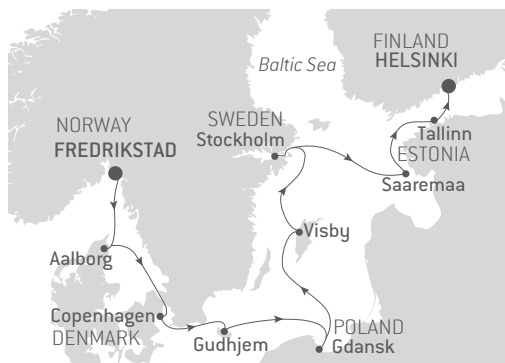 FINLAND
HELSINKI
Baltic Sea
SWEDEN
Stockholm
NORWAY
FREDRIKSTAD
Tallinn
ESTONIA
Saaremaa
Visby
Aalborg
Copenhagen
DENMARK
Gudhjem
POLAND
Gdansk